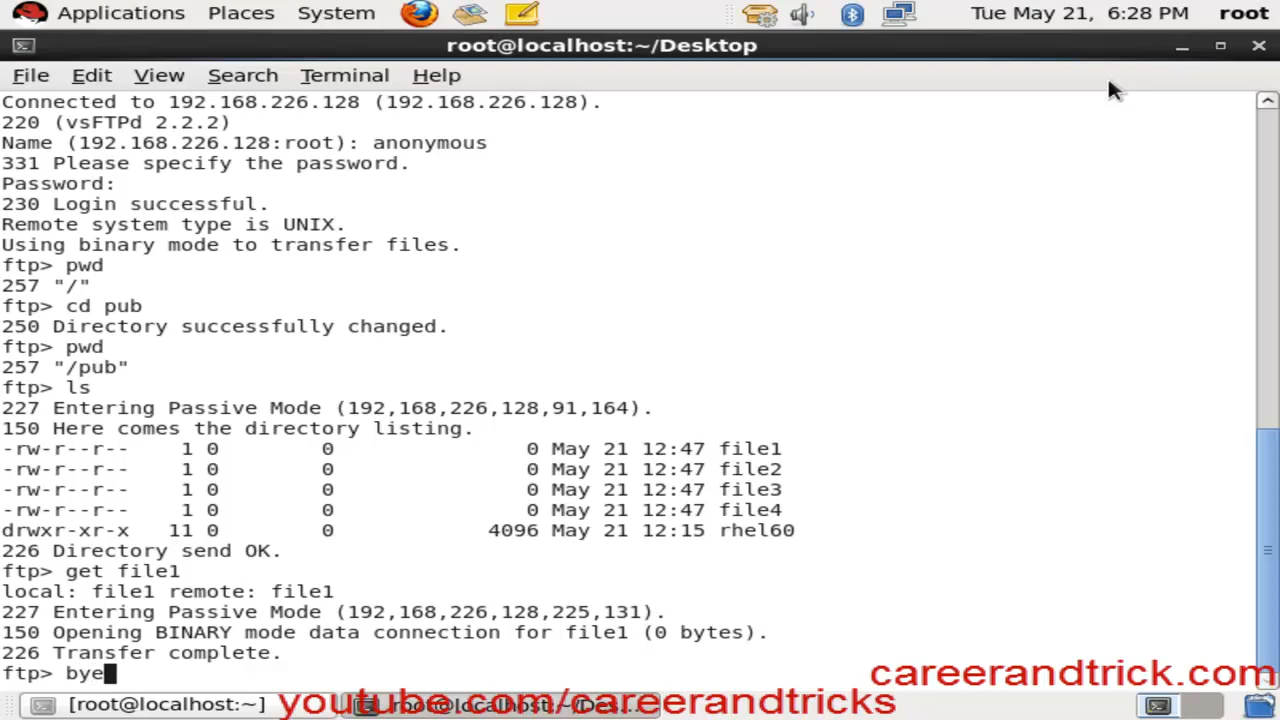 Applications Places System Tue May 21, 6:28 PM root
root@localhost:~/Desktop
File Edit View Search Terminal Help
Connected to 192.168.226.128 (192.168.226.128).
220 (vsFTPd 2.2.2)
Name (192.168.226.128:root): anonymous
331 Please specify the password.
Password:
230 Login successful.
Remote system type is UNIX.
Using binary mode to transfer files.
ftp> pwd
257 "/"
ftp> cd pub
250 Directory successfully changed.
ftp> pwd
257 "/pub"
ftp> ls
227 Entering Passive Mode (192,168,226,128,91,164).
150 Here comes the directory listing.
-rw-r--r-- 1 0 0 0 May 21 12:47 file1
-rw-r--r-- 1 0 0 0 May 21 12:47 file2
-rw-r--r-- 1 0 0 0 May 21 12:47 file3
-rw-r--r-- 1 0 0 0 May 21 12:47 file4
drwxr-xr-x 11 0 0 4096 May 21 12:15 rhel60
226 Directory send OK.
ftp> get file1
local: file1 remote: file1
227 Entering Passive Mode (192,168,226,128,225,131).
150 Opening BINARY mode data connection for file1 (0 bytes).
226 Transfer complete.
ftp> bye
careerandtrick.com
[root@localhost:~] root@localhost:~/Des...
youtube.com/careerandtricks